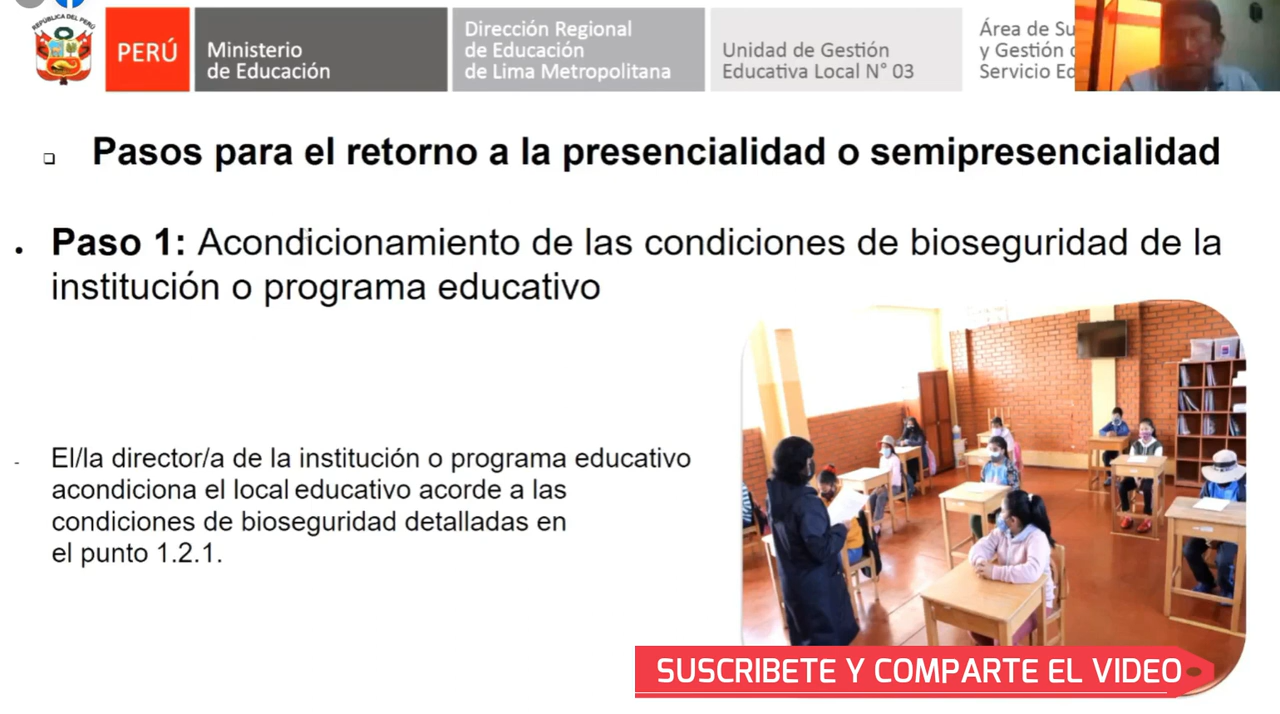 REPÚBLICA DEL PERÚ
PERÚ
Ministerio
de Educación
Dirección Regional
de Educación
de Lima Metropolitana
Unidad de Gestión
Educativa Local N° 03
Área de Su
y Gestión
Servicio Ed
Pasos para el retorno a la presencialidad o semipresencialidad
Paso 1: Acondicionamiento de las condiciones de bioseguridad de la
institución o programa educativo
El/la director/a de la institución o programa educativo
acondiciona el local educativo acorde a las
condiciones de bioseguridad detalladas en
el punto 1.2.1.
SUSCRIBETE Y COMPARTE EL VIDEO